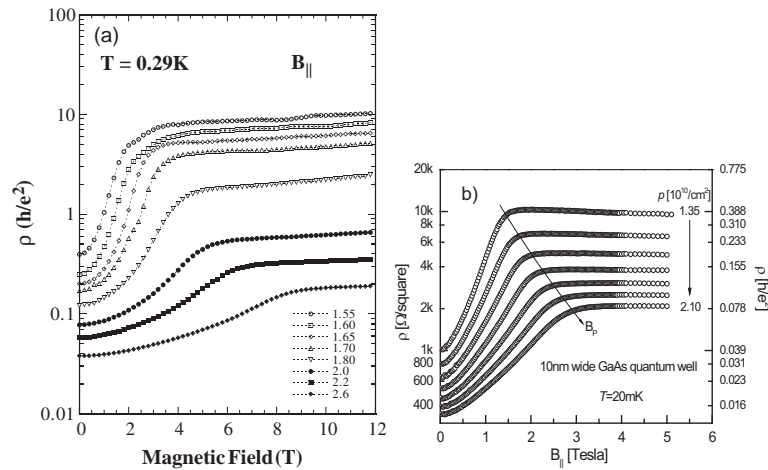 (a)
T = 0.29K B||
100
10
1
0.1
0.01
ρ (h/e²)
0 2 4 6 8 10 12
Magnetic Field (T)
1.55
1.60
1.65
1.70
1.80
2.0
2.2
2.6
b)
20k
10k
8k
6k
4k
2k
1k
800
600
400
ρ [Ω/square]
p [10¹⁰/cm²]
1.35
2.10
B_P
10nm wide GaAs quantum well
T=20mK
0.775
0.388
0.310
0.233
0.155
0.078
0.039
0.031
0.023
0.016
ρ [h/e²]
0 1 2 3 4 5 6
B|| [Tesla]